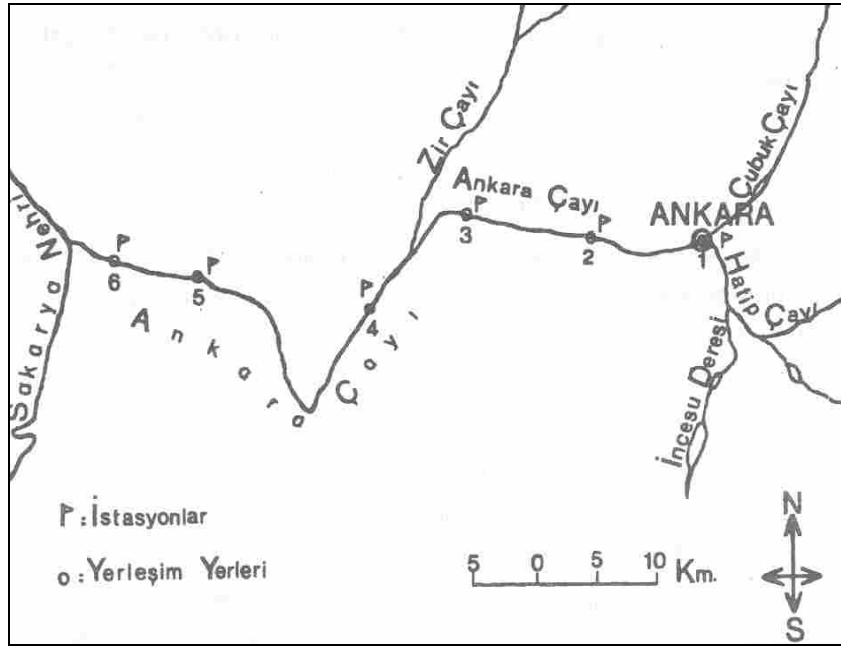 Zir Çayı
Çubuk Çayı
Ankara Çayı
ANKARA
Hatip Çayı
İncesu Deresi
Sakarya Nehri
Ankara Çayı
1
2
3
4
5
6
P
P
P
P
P
P
P : İstasyonlar
o : Yerleşim Yerleri
5 0 5 10 Km.
N
S